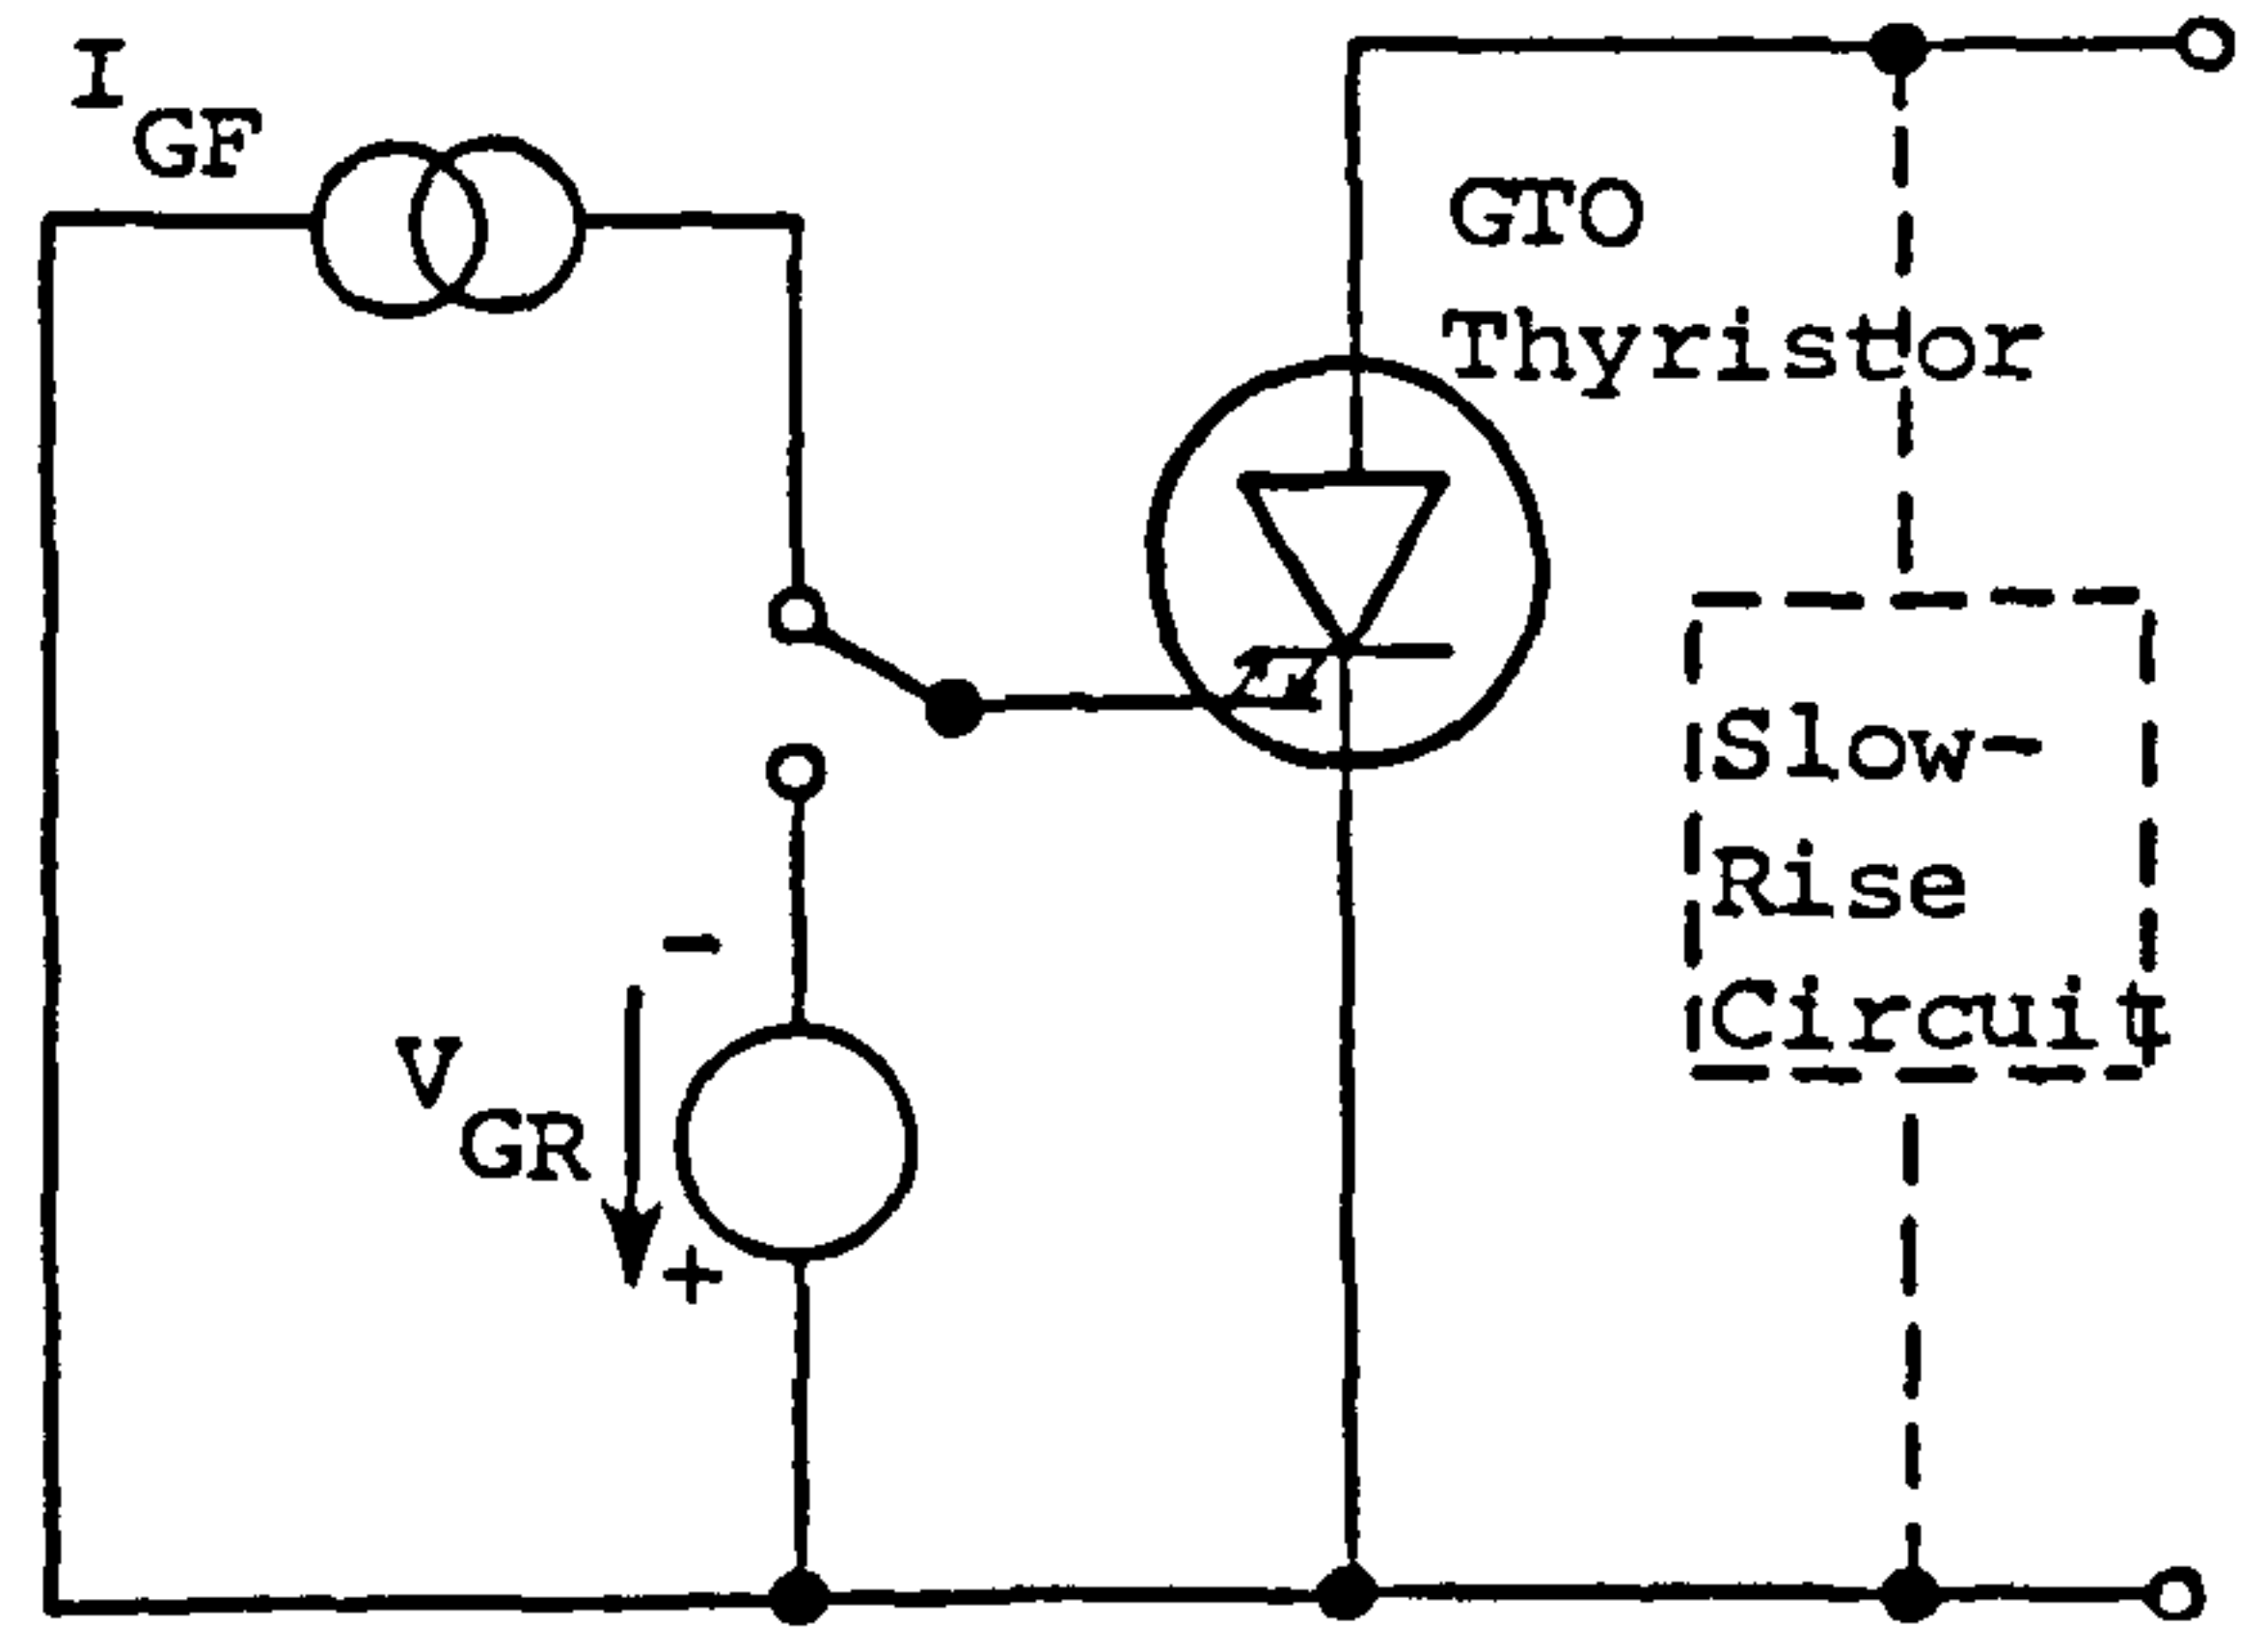 I
GF
GTO
Thyristor
Slow-
Rise
Circuit
-
V
GR
+